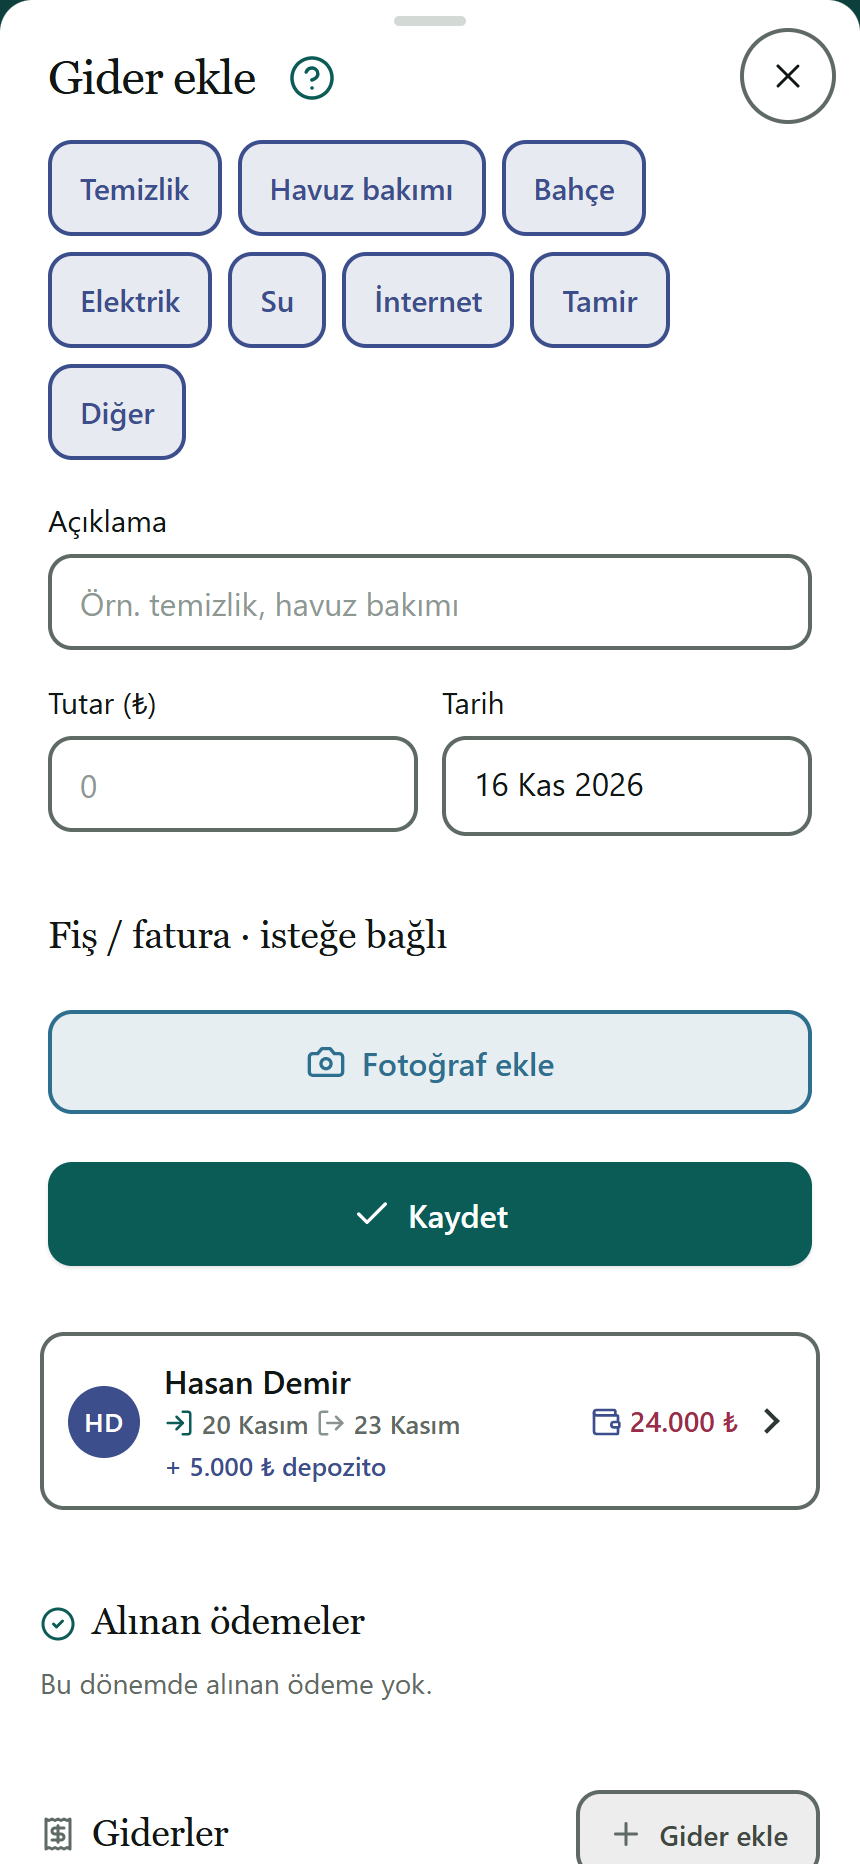 Gider ekle
Temizlik Havuz bakımı Bahçe
Elektrik Su İnternet Tamir
Diğer
Açıklama
Örn. temizlik, havuz bakımı
Tutar (₺) Tarih
0 16 Kas 2026
Fiş / fatura · isteğe bağlı
Fotoğraf ekle
Kaydet
Hasan Demir
HD 20 Kasım 23 Kasım 24.000 ₺
+ 5.000 ₺ depozito
Alınan ödemeler
Bu dönemde alınan ödeme yok.
Giderler + Gider ekle